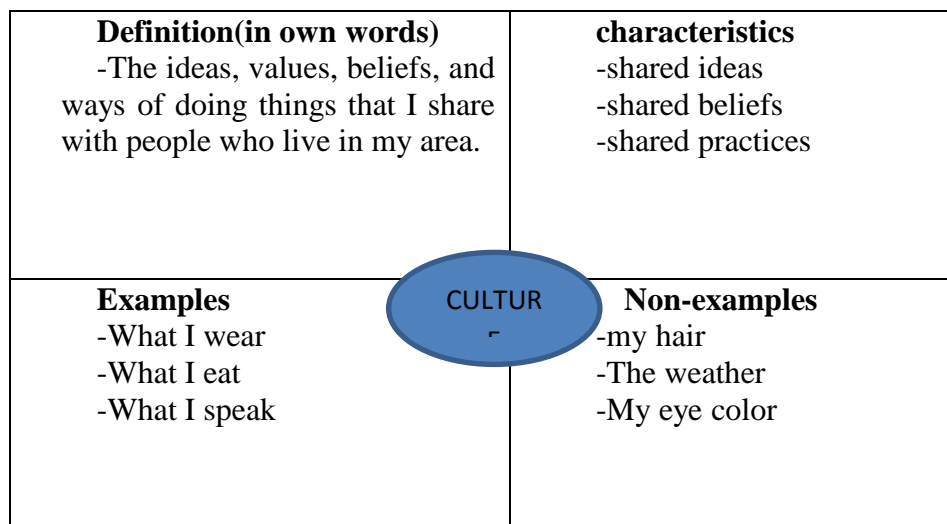 Definition(in own words)
-The ideas, values, beliefs, and
ways of doing things that I share
with people who live in my area.
characteristics
-shared ideas
-shared beliefs
-shared practices
CULTUR
Examples
-What I wear
-What I eat
-What I speak
Non-examples
-my hair
-The weather
-My eye color